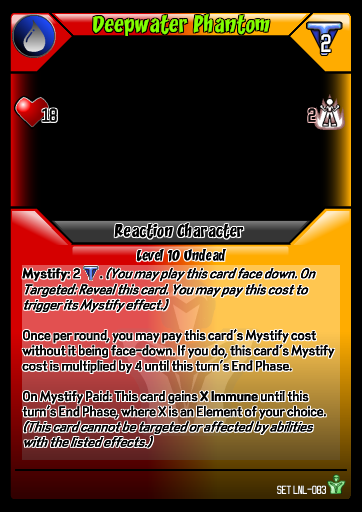 Deepwater Phantom
2
18
2
Reaction Character
Level 10 Undead
Mystify: 2 . (You may play this card face down. On
Targeted: Reveal this card. You may pay this cost to
trigger its Mystify effect.)
Once per round, you may pay this card's Mystify cost
without it being face-down. If you do, this card's Mystify
cost is multiplied by 4 until this turn's End Phase.
On Mystify Paid: This card gains X Immune until this
turn's End Phase, where X is an Element of your choice.
(This card cannot be targeted or affected by abilities
with the listed effects.)
SET LNL-083